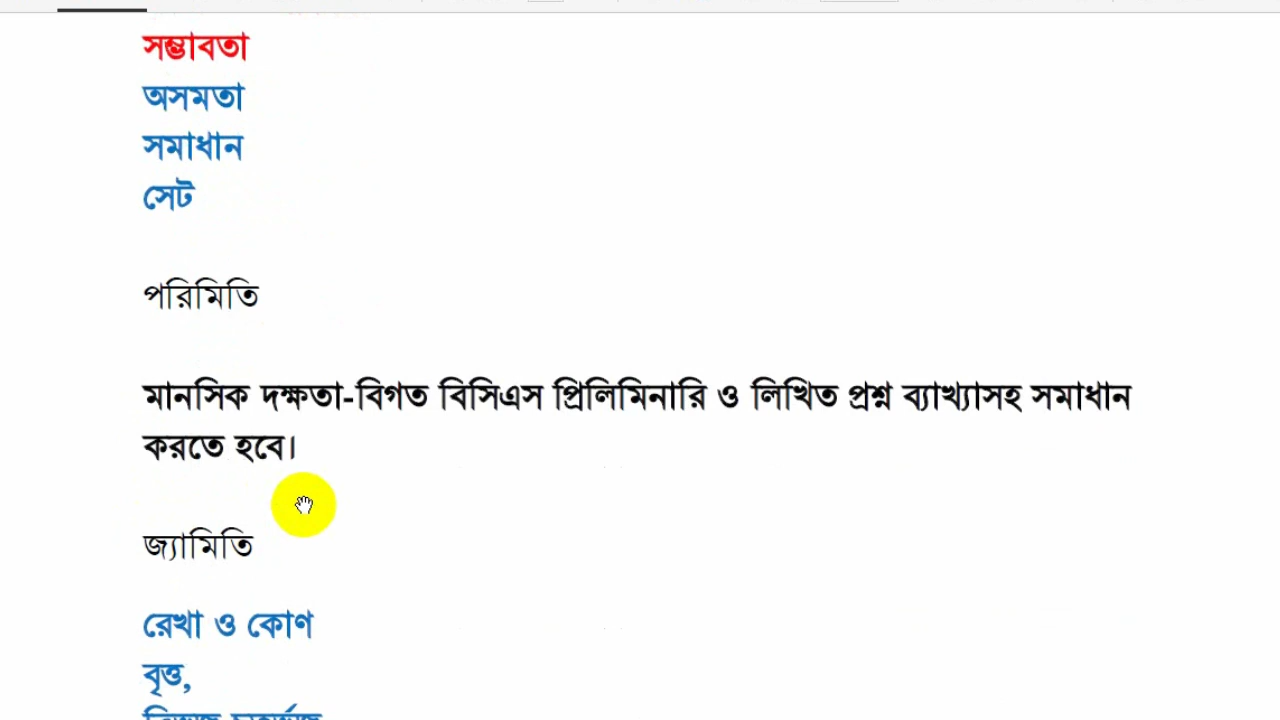 সম্ভাবতা
অসমতা
সমাধান
সেট
পরিমিতি
মানসিক দক্ষতা-বিগত বিসিএস প্রিলিমিনারি ও লিখিত প্রশ্ন ব্যাখ্যাসহ সমাধান
করতে হবে।
জ্যামিতি
রেখা ও কোণ
বৃত্ত,